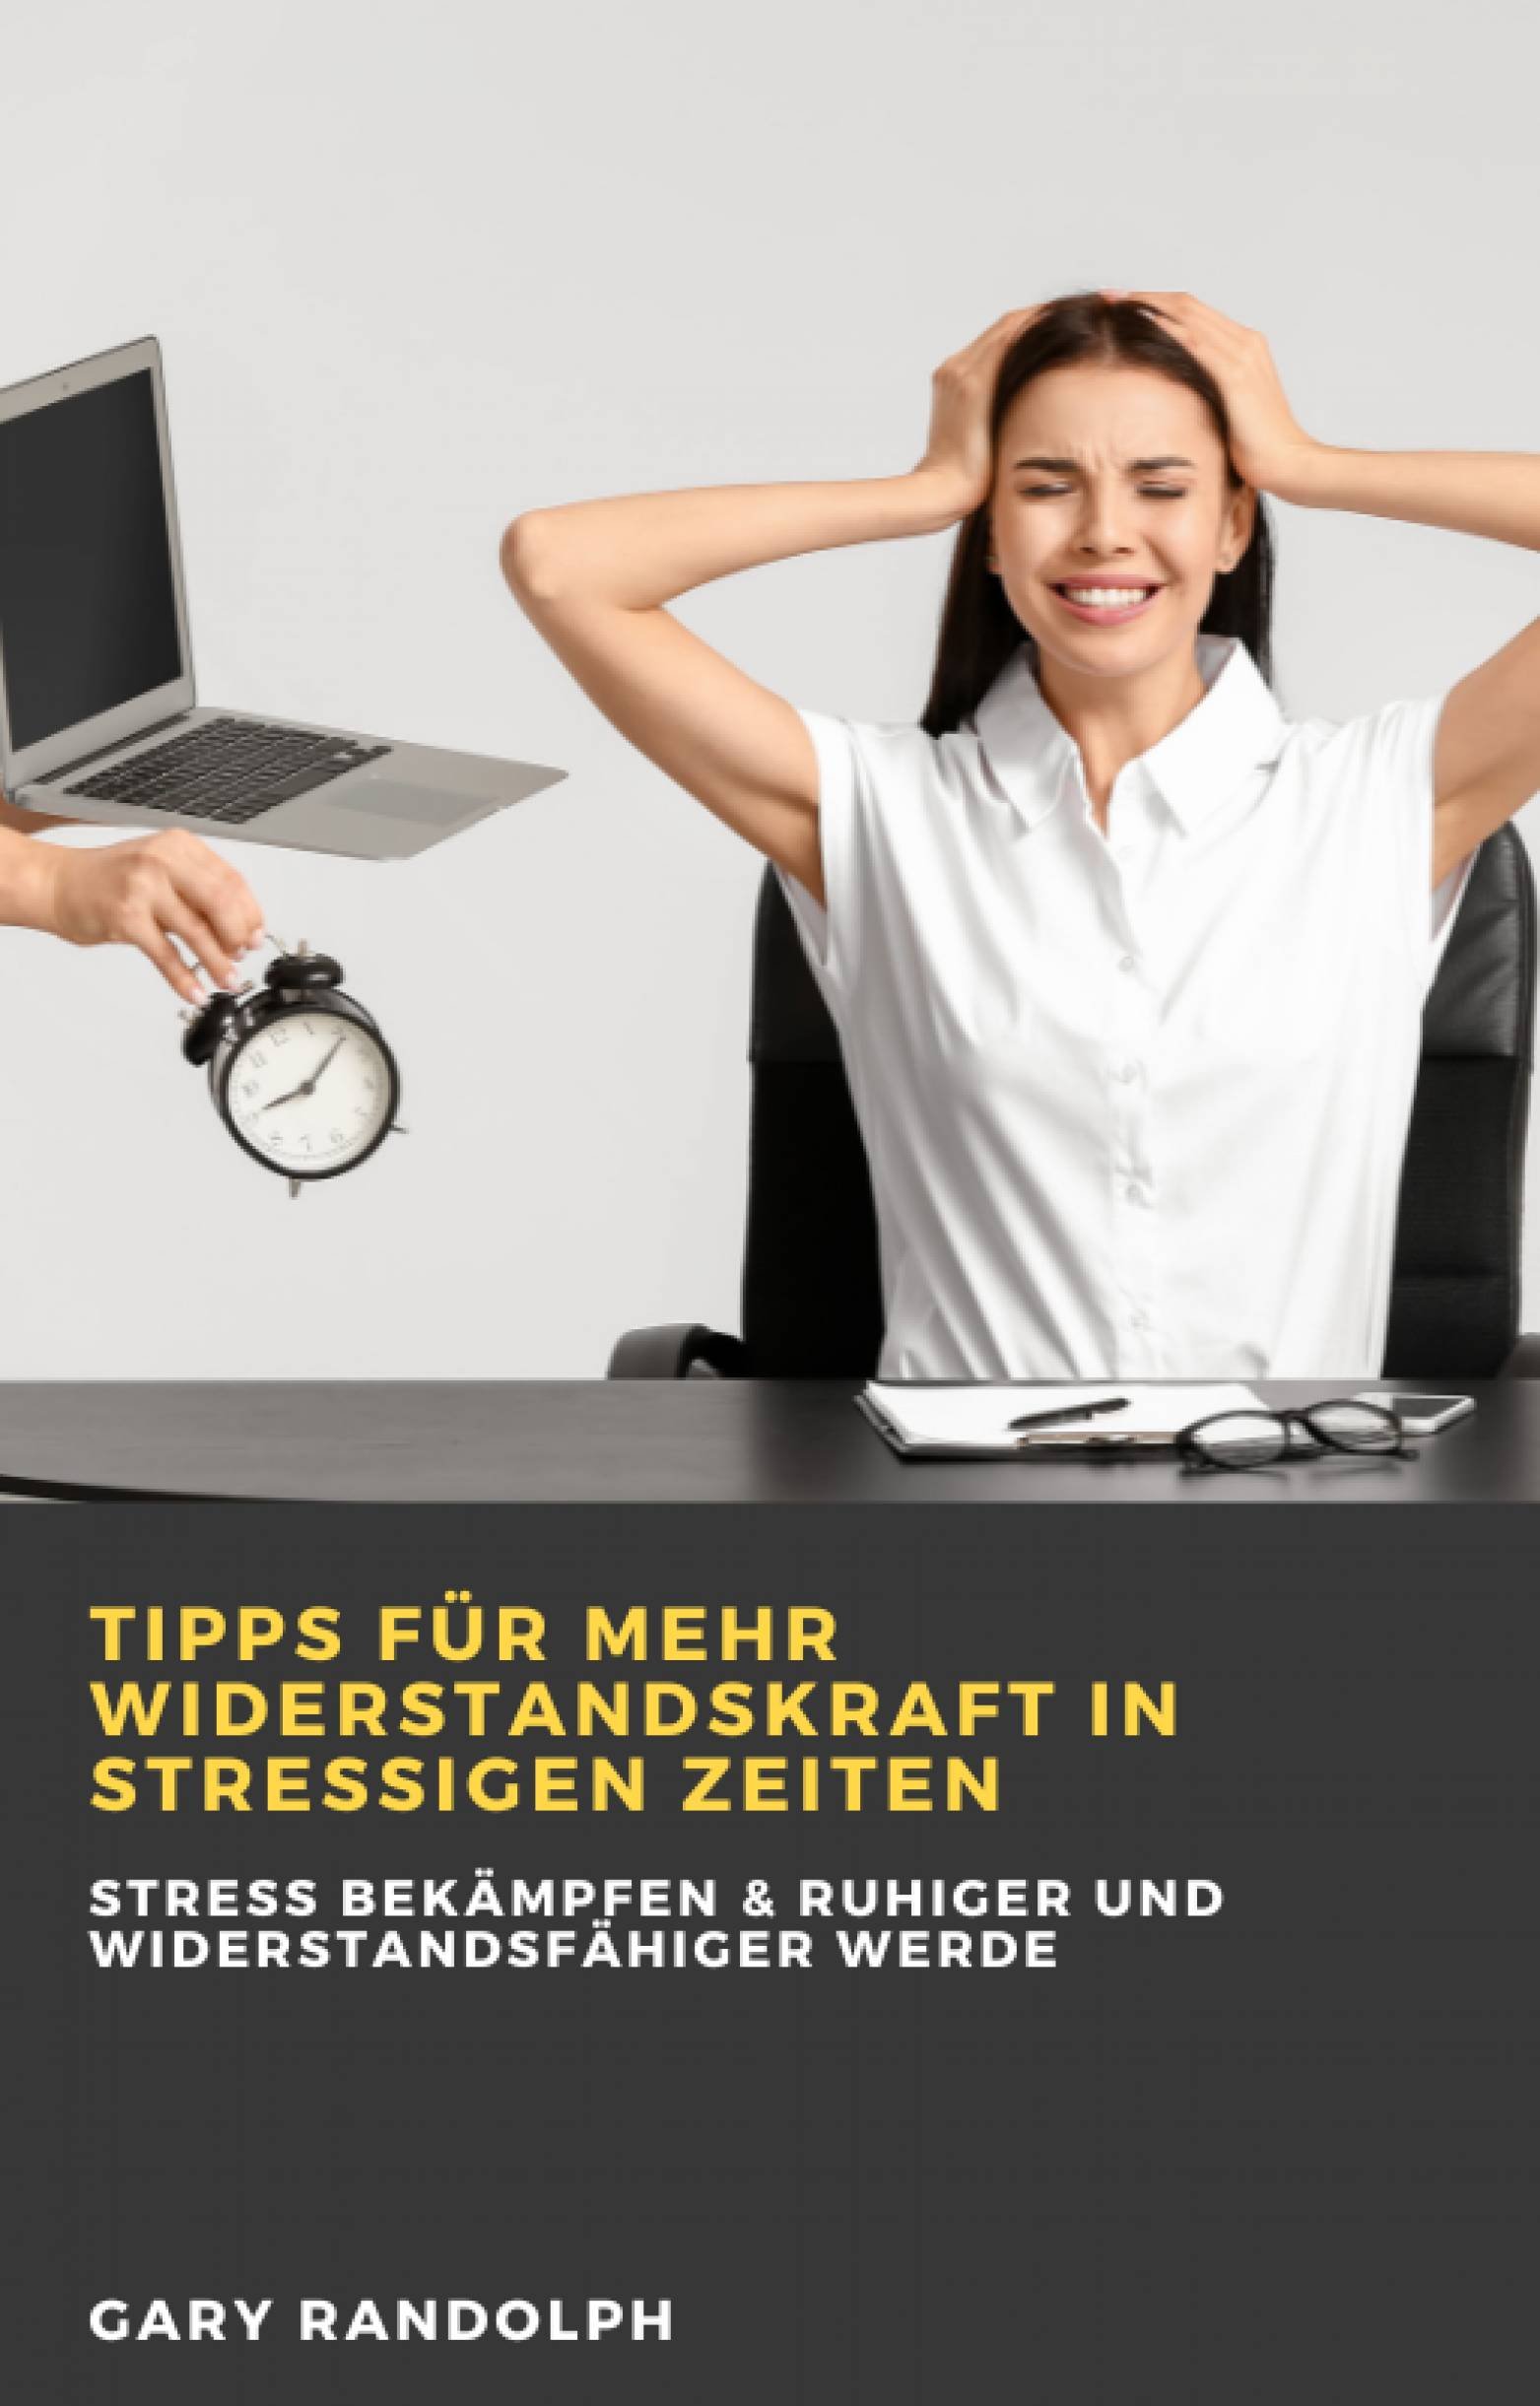 TIPPS FÜR MEHR
WIDERSTANDSKRAFT IN
STRESSIGEN ZEITEN
STRESS BEKÄMPFEN & RUHIGER UND
WIDERSTANDSFÄHIGER WERDE
GARY RANDOLPH